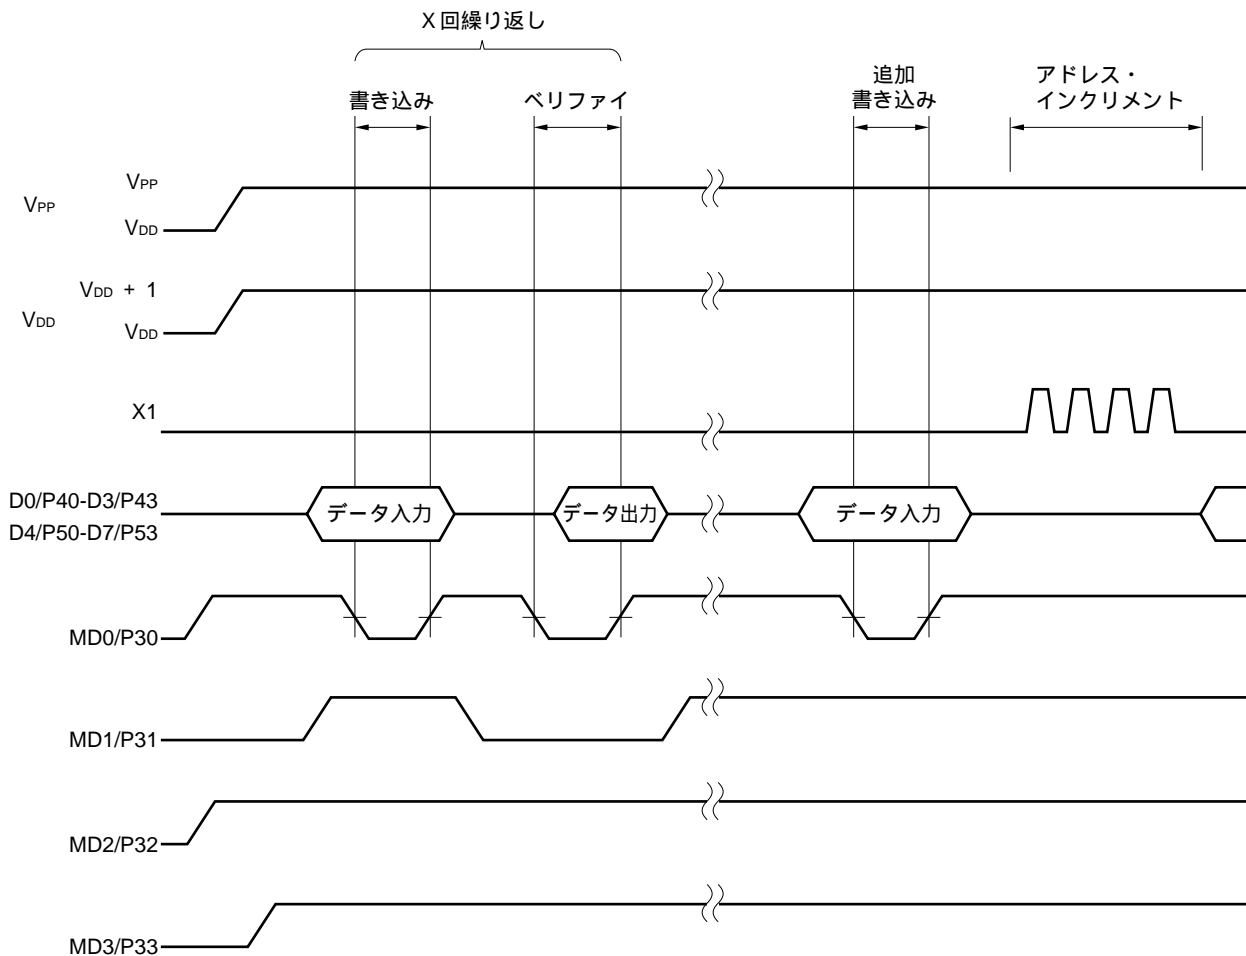 X 回繰り返し
書き込み
ベリファイ
追加
書き込み
アドレス・
インクリメント
VPP
VPP
VDD
VDD + 1
VDD
VDD
X1
D0/P40-D3/P43
D4/P50-D7/P53
データ入力
データ出力
データ入力
MD0/P30
MD1/P31
MD2/P32
MD3/P33